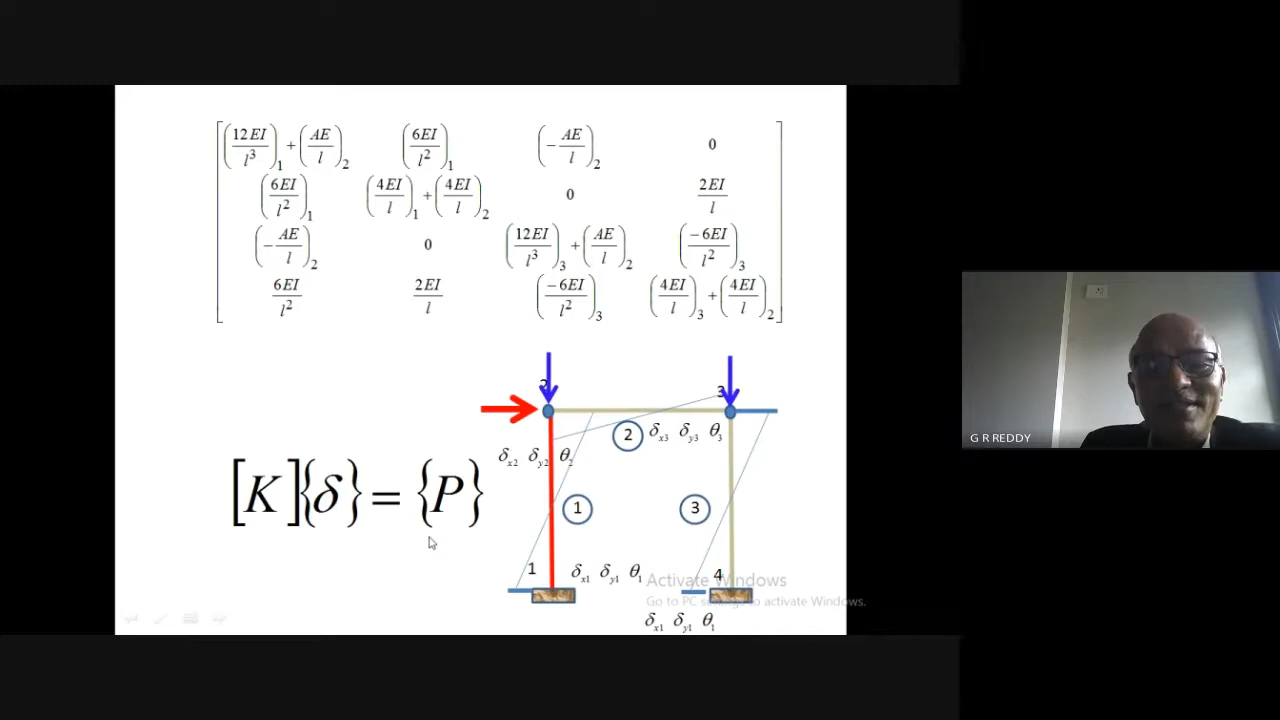 (12EI/l³)₁ + (AE/l)₂ (6EI/l²)₁ (−AE/l)₂ 0
(6EI/l²)₁ (4EI/l)₁ + (4EI/l)₂ 0 2EI/l
(−AE/l)₂ 0 (12EI/l³)₃ + (AE/l)₂ (−6EI/l²)₃
6EI/l² 2EI/l (−6EI/l²)₃ (4EI/l)₃ + (4EI/l)₂
2 3
2 δx3 δy3 θ3
δx2 δy2 θ2
[K]{δ} = {P}
1 3
1 δx1 δy1 θ1 4
δx1 δy1 θ1
Activate Windows
Go to PC settings to activate Windows.
G R REDDY